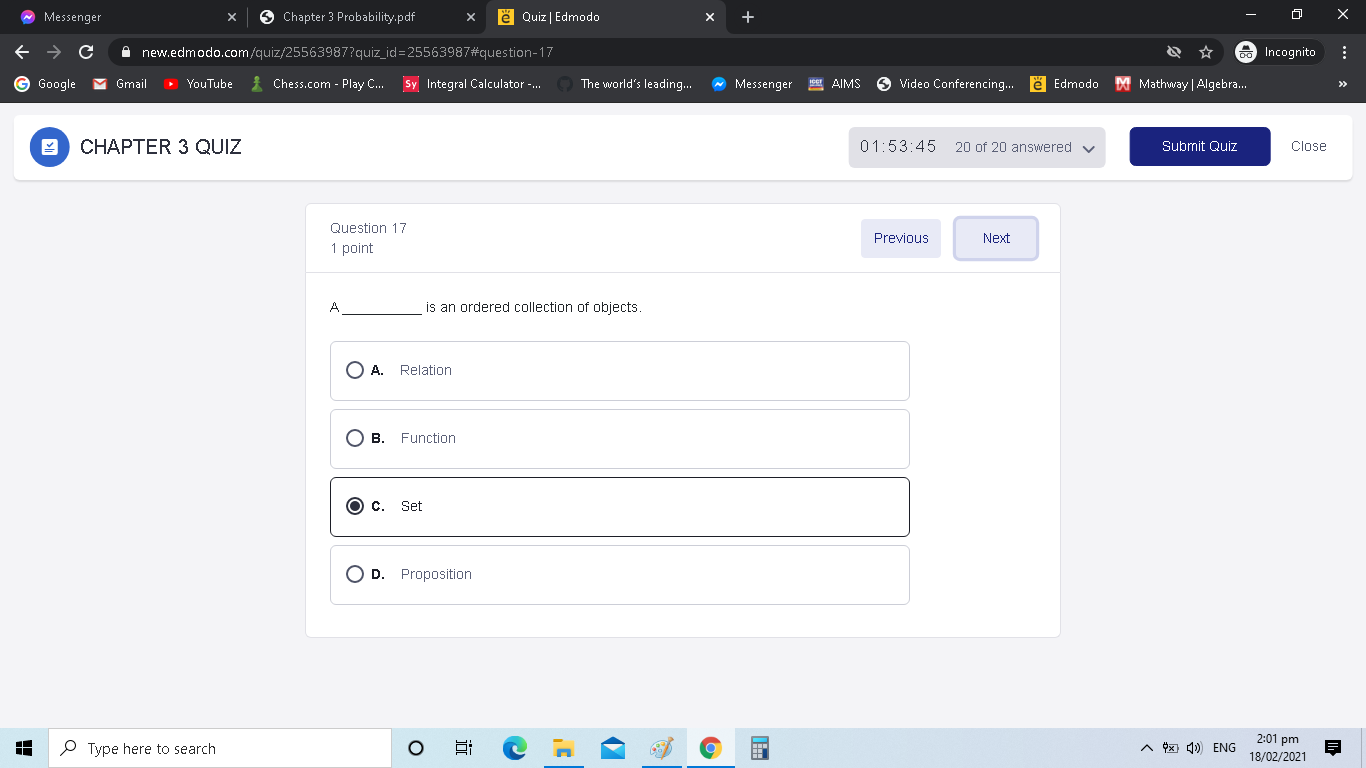 Messenger
Chapter 3 Probability.pdf
Quiz | Edmodo
new.edmodo.com/quiz/25563987?quiz_id=25563987#question-17
Incognito
Google
Gmail
YouTube
Chess.com - Play C...
Sy
Integral Calculator -...
The world's leading...
Messenger
AIMS
Video Conferencing...
Edmodo
Mathway | Algebra...
»
CHAPTER 3 QUIZ
01:53:45 20 of 20 answered
Submit Quiz
Close
Question 17
1 point
Previous
Next
A __________ is an ordered collection of objects.
A. Relation
B. Function
C. Set
D. Proposition
Type here to search
ENG
2:01 pm
18/02/2021